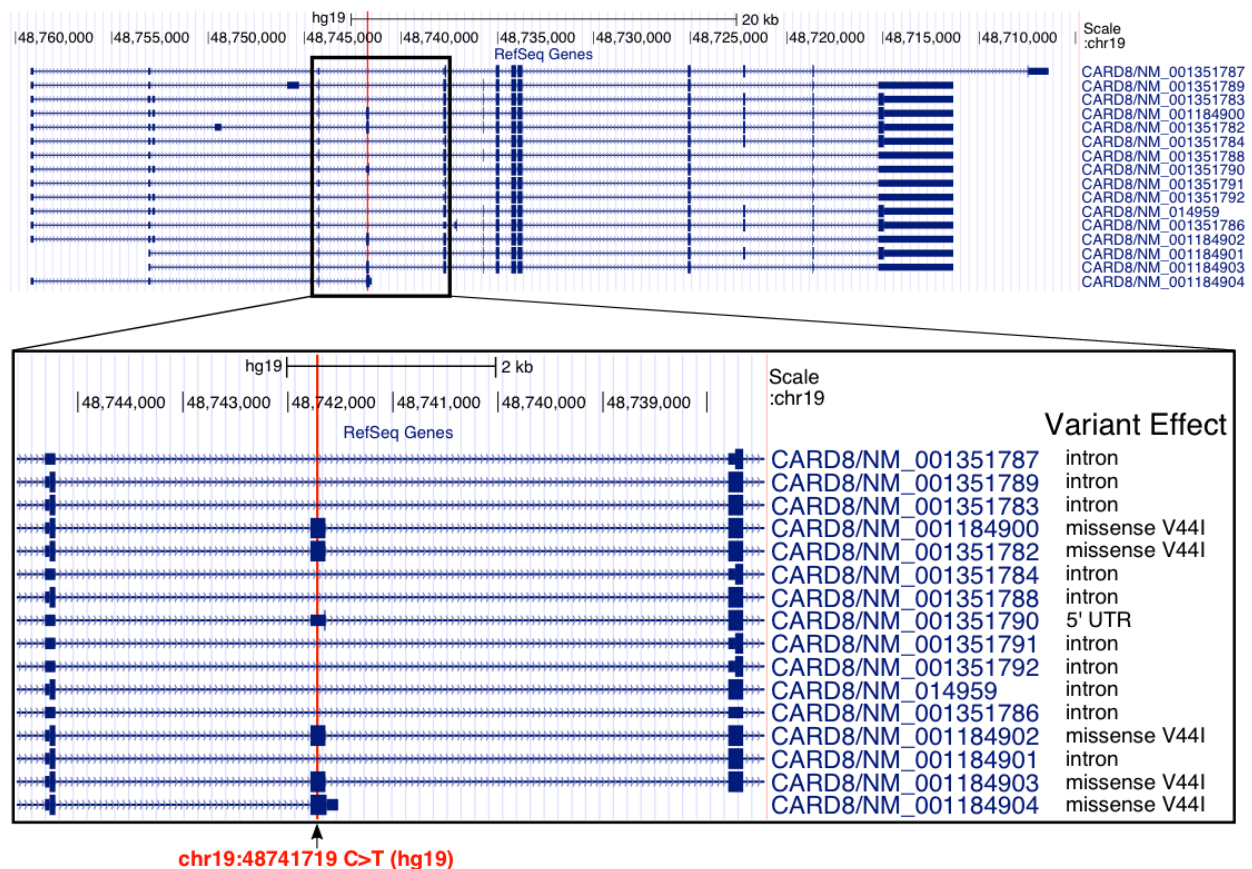 hg19 20 kb
48,760,000 48,755,000 48,750,000 48,745,000 48,740,000 48,735,000 48,730,000 48,725,000 48,720,000 48,715,000 48,710,000 Scale
:chr19
RefSeq Genes
CARD8/NM_001351787
CARD8/NM_001351789
CARD8/NM_001351783
CARD8/NM_001184900
CARD8/NM_001351782
CARD8/NM_001351784
CARD8/NM_001351788
CARD8/NM_001351790
CARD8/NM_001351791
CARD8/NM_001351792
CARD8/NM_014959
CARD8/NM_001351786
CARD8/NM_001184902
CARD8/NM_001184901
CARD8/NM_001184903
CARD8/NM_001184904
hg19 2 kb
Scale
48,744,000 48,743,000 48,742,000 48,741,000 48,740,000 48,739,000 :chr19
RefSeq Genes Variant Effect
CARD8/NM_001351787 intron
CARD8/NM_001351789 intron
CARD8/NM_001351783 intron
CARD8/NM_001184900 missense V44I
CARD8/NM_001351782 missense V44I
CARD8/NM_001351784 intron
CARD8/NM_001351788 intron
CARD8/NM_001351790 5' UTR
CARD8/NM_001351791 intron
CARD8/NM_001351792 intron
CARD8/NM_014959 intron
CARD8/NM_001351786 intron
CARD8/NM_001184902 missense V44I
CARD8/NM_001184901 intron
CARD8/NM_001184903 missense V44I
CARD8/NM_001184904 missense V44I
chr19:48741719 C>T (hg19)